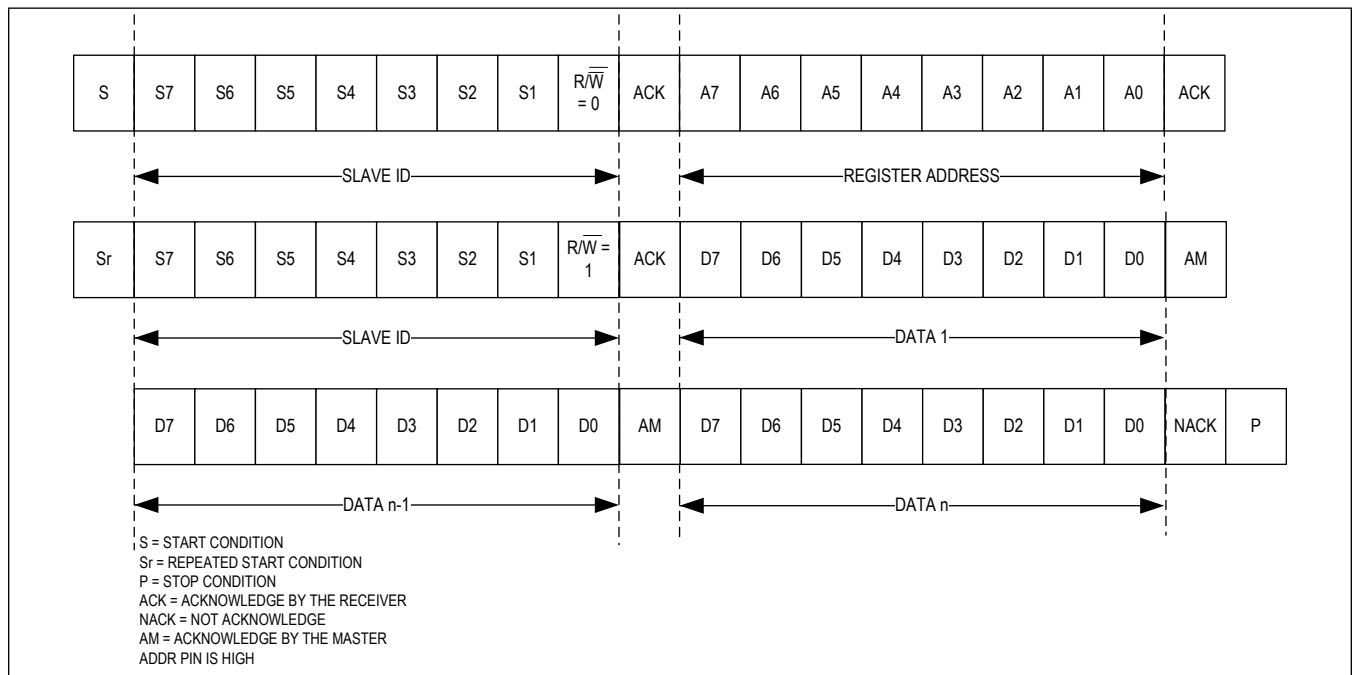 S S7 S6 S5 S4 S3 S2 S1 R/W̅ = 0 ACK A7 A6 A5 A4 A3 A2 A1 A0 ACK
SLAVE ID REGISTER ADDRESS
Sr S7 S6 S5 S4 S3 S2 S1 R/W̅ = 1 ACK D7 D6 D5 D4 D3 D2 D1 D0 AM
SLAVE ID DATA 1
D7 D6 D5 D4 D3 D2 D1 D0 AM D7 D6 D5 D4 D3 D2 D1 D0 NACK P
DATA n-1 DATA n
S = START CONDITION
Sr = REPEATED START CONDITION
P = STOP CONDITION
ACK = ACKNOWLEDGE BY THE RECEIVER
NACK = NOT ACKNOWLEDGE
AM = ACKNOWLEDGE BY THE MASTER
ADDR PIN IS HIGH